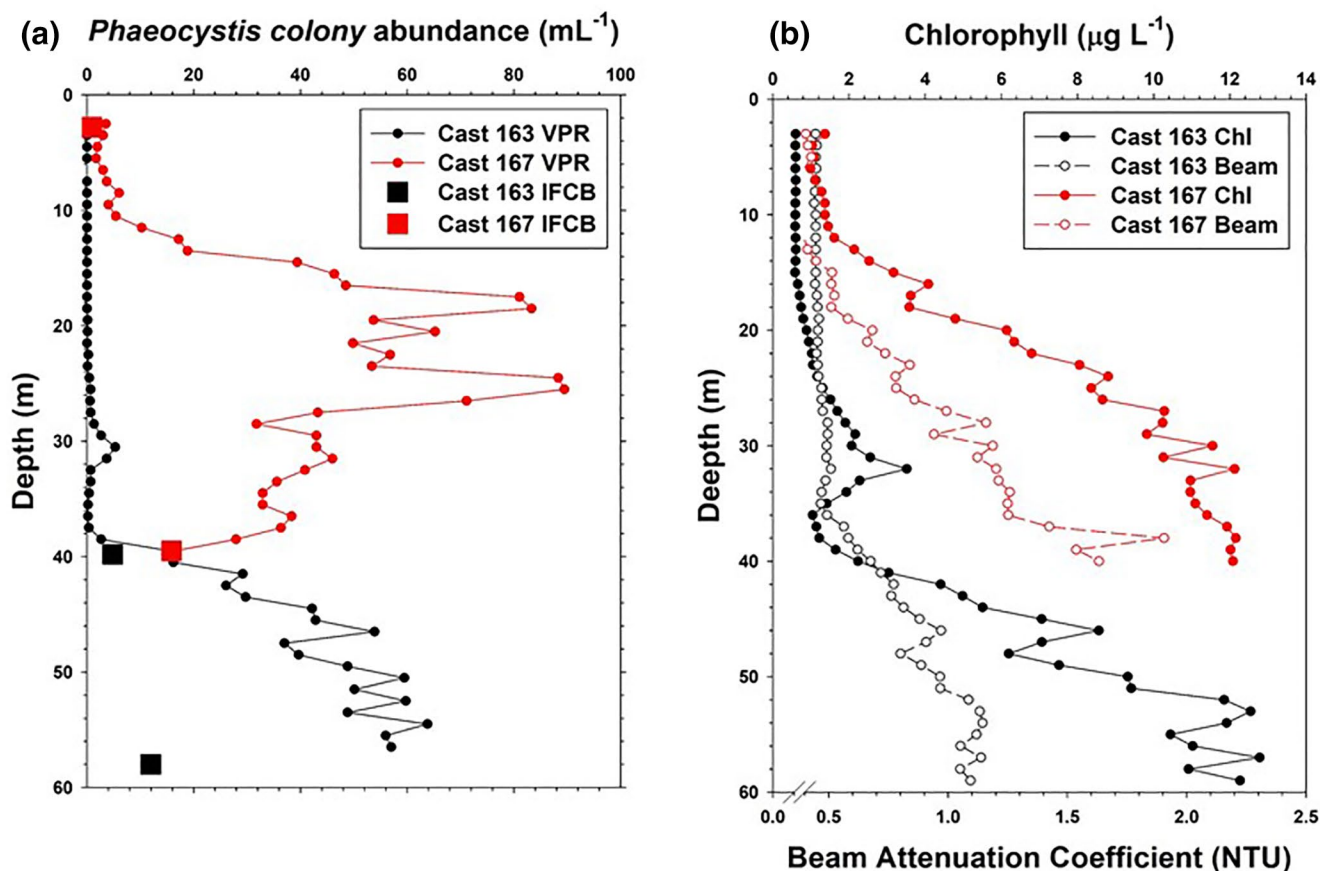 (a) Phaeocystis colony abundance (mL-1)
0 20 40 60 80 100
0
10
20
30
40
50
60
Depth (m)
Cast 163 VPR
Cast 167 VPR
Cast 163 IFCB
Cast 167 IFCB
(b) Chlorophyll (µg L-1)
2 4 6 8 10 12 14
0
10
20
30
40
50
60
Deepth (m)
Cast 163 Chl
Cast 163 Beam
Cast 167 Chl
Cast 167 Beam
0.0 0.5 1.0 1.5 2.0 2.5
Beam Attenuation Coefficient (NTU)